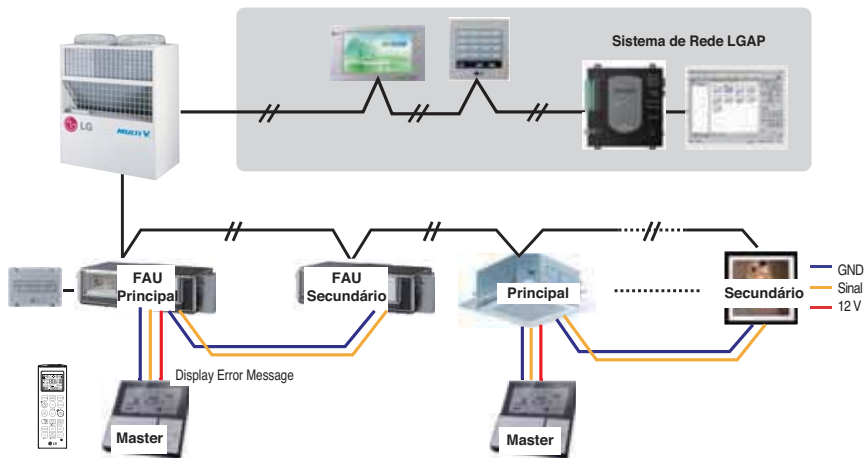 Sistema de Rede LGAP
LG
MULTI V
FAU
Principal
FAU
Secundário
Principal
Secundário
GND
Sinal
12 V
Display Error Message
Master
Master
LG